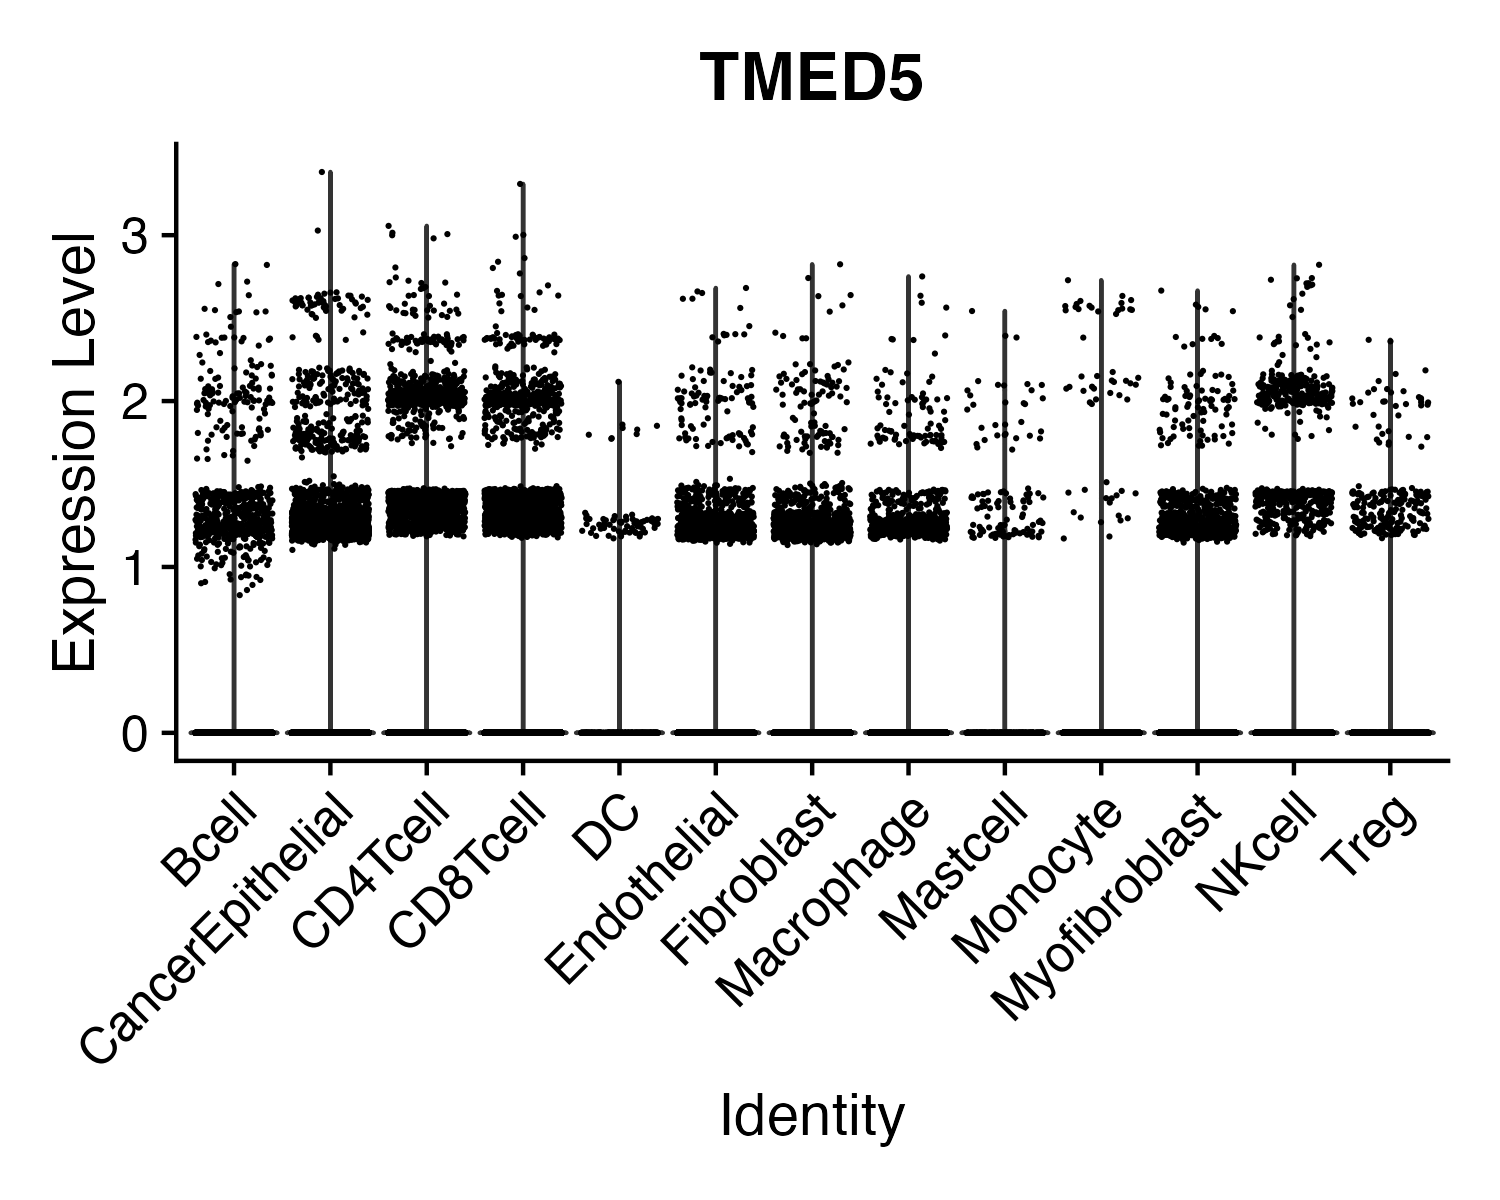 TMED5
Expression Level
3
2
1
0
Bcell
CancerEpithelial
CD4Tcell
CD8Tcell
DC
Endothelial
Fibroblast
Macrophage
Mastcell
Monocyte
Myofibroblast
NKcell
Treg
Identity